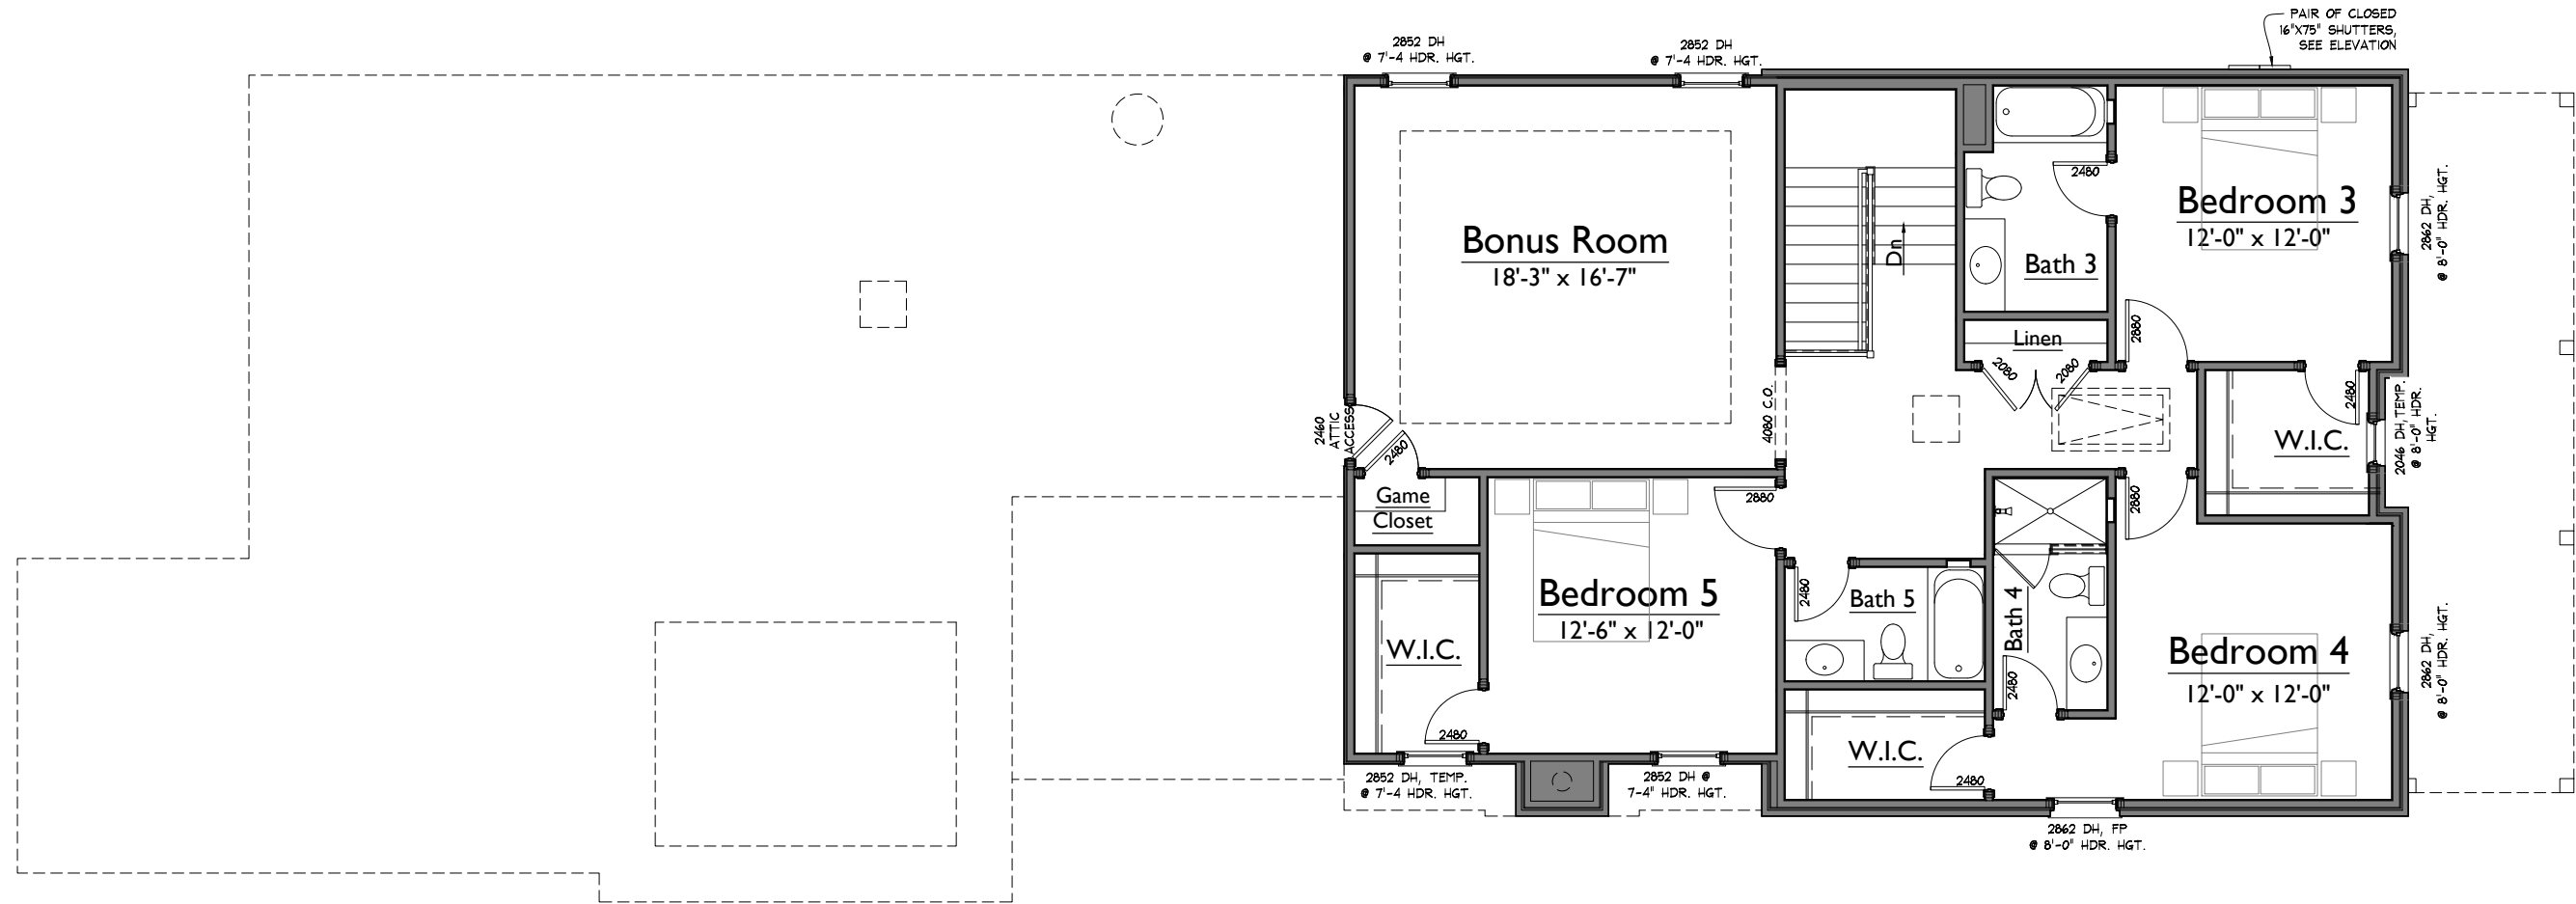 PAIR OF CLOSED
16"X75" SHUTTERS,
SEE ELEVATION
2852 DH
@ 7'-4 HDR. HGT.
2852 DH
@ 7'-4 HDR. HGT.
Bonus Room
18'-3" x 16'-7"
Dn
2480
Bath 3
Bedroom 3
12'-0" x 12'-0"
2862 DH,
@ 8'-0" HDR. HGT.
Linen
2080
2080
2880
2480
W.I.C.
2046 DH,TEMP.
@ 8'-0" HDR.
HGT.
4080 C.O.
2460
ATTIC
ACCESS
2480
Game
Closet
2880
2880
Bedroom 5
12'-6" x 12'-0"
W.I.C.
2480
2480
Bath 5
Bath 4
2480
Bedroom 4
12'-0" x 12'-0"
2862 DH,
@ 8'-0" HDR. HGT.
W.I.C.
2480
2852 DH, TEMP.
@ 7'-4 HDR. HGT.
2852 DH @
7'-4" HDR. HGT.
2862 DH, FP
@ 8'-0" HDR. HGT.